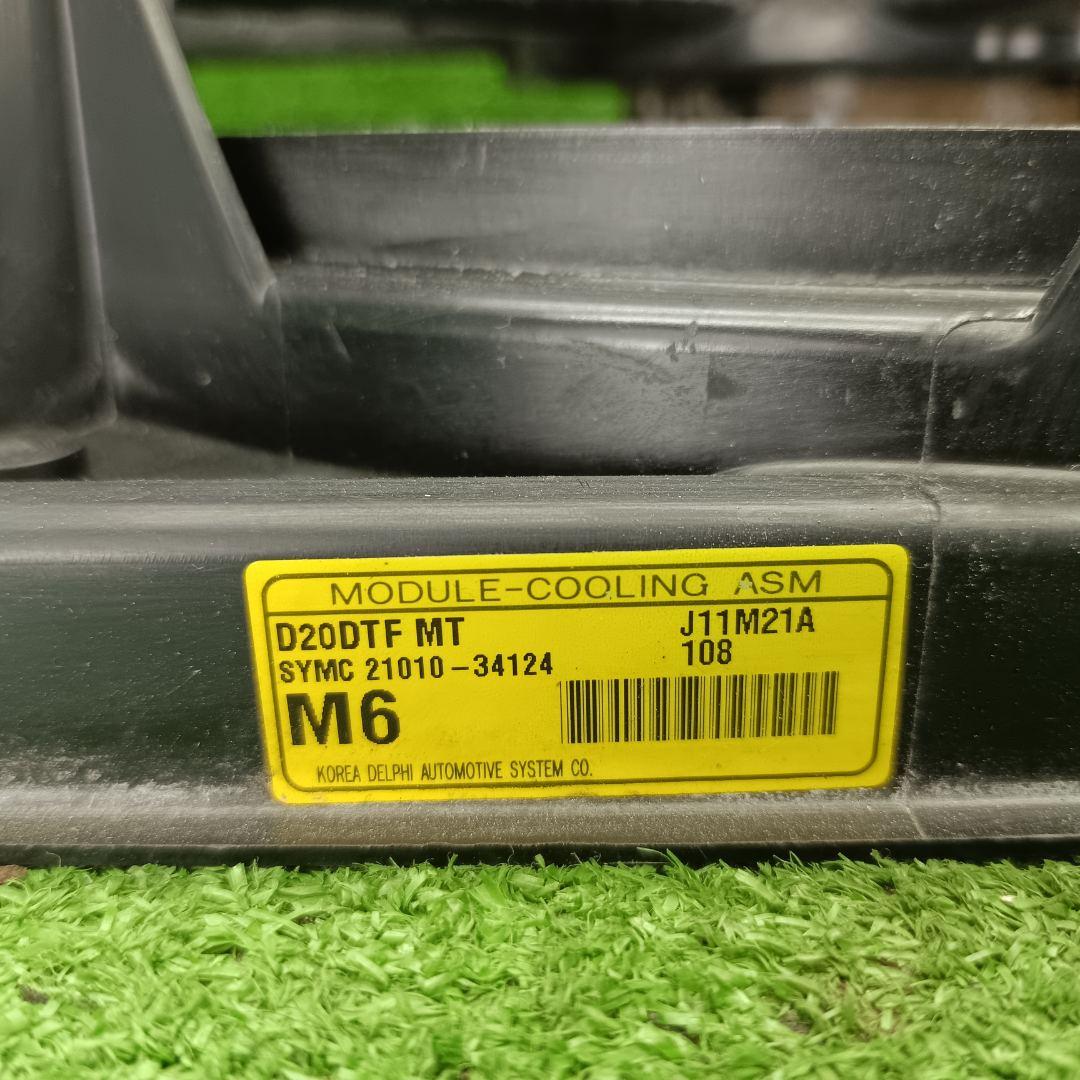 MODULE-COOLING ASM
D20DTF MT
J11M21A
SYMC 21010-34124
108
M6
KOREA DELPHI AUTOMOTIVE SYSTEM CO.